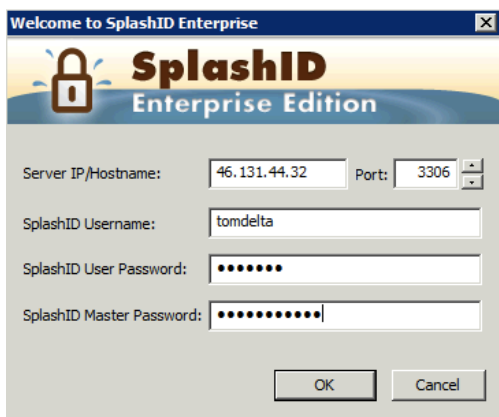 Welcome to SplashID Enterprise
SplashID
Enterprise Edition
Server IP/Hostname: 46.131.44.32 Port: 3306
SplashID Username: tomdelta
SplashID User Password: •••••••
SplashID Master Password: •••••••••••
OK Cancel